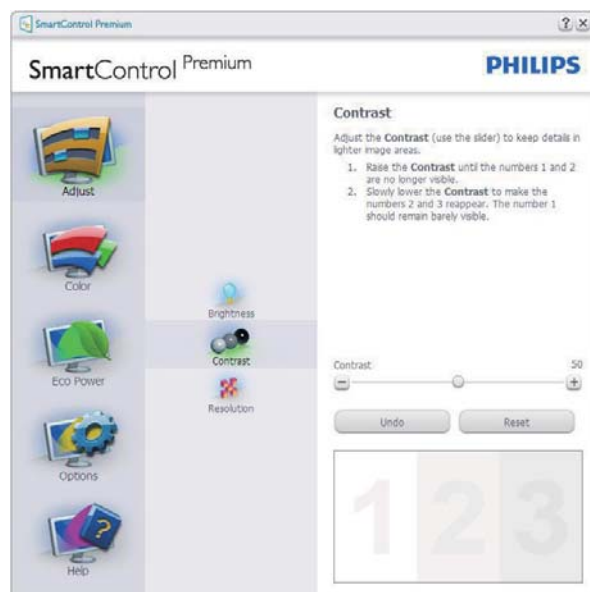 SmartControl Premium
SmartControl Premium
PHILIPS
Adjust
Color
Eco Power
Options
Help
Brightness
Contrast
Resolution
Contrast
Adjust the Contrast (use the slider) to keep details in
lighter image areas.
1. Raise the Contrast until the numbers 1 and 2
are no longer visible.
2. Slowly lower the Contrast to make the
numbers 2 and 3 reappear. The number 1
should remain barely visible.
Contrast 50
Undo Reset
1 2 3